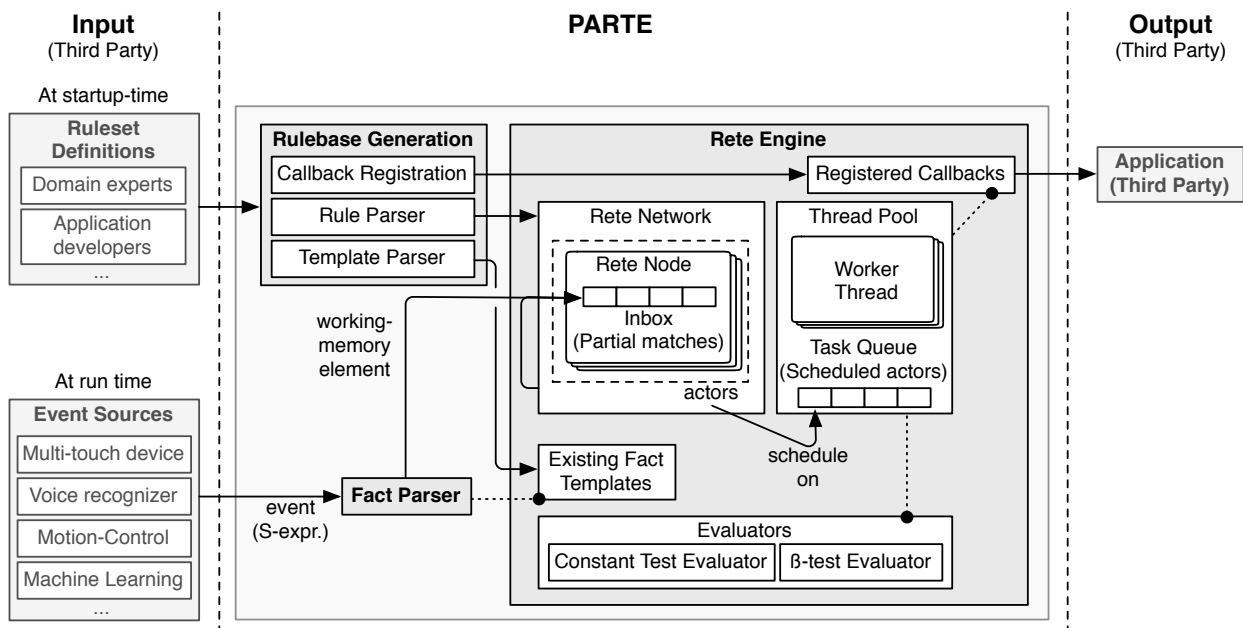 Input
(Third Party)
PARTE
Output
(Third Party)
At startup-time
Ruleset
Definitions
Domain experts
Application
developers
...
At run time
Event Sources
Multi-touch device
Voice recognizer
Motion-Control
Machine Learning
...
Rulebase Generation
Callback Registration
Rule Parser
Template Parser
working-
memory
element
event
(S-expr.)
Fact Parser
Rete Engine
Registered Callbacks
Rete Network
Rete Node
Inbox
(Partial matches)
actors
Thread Pool
Worker
Thread
Task Queue
(Scheduled actors)
schedule
on
Existing Fact
Templates
Evaluators
Constant Test Evaluator
ß-test Evaluator
Application
(Third Party)